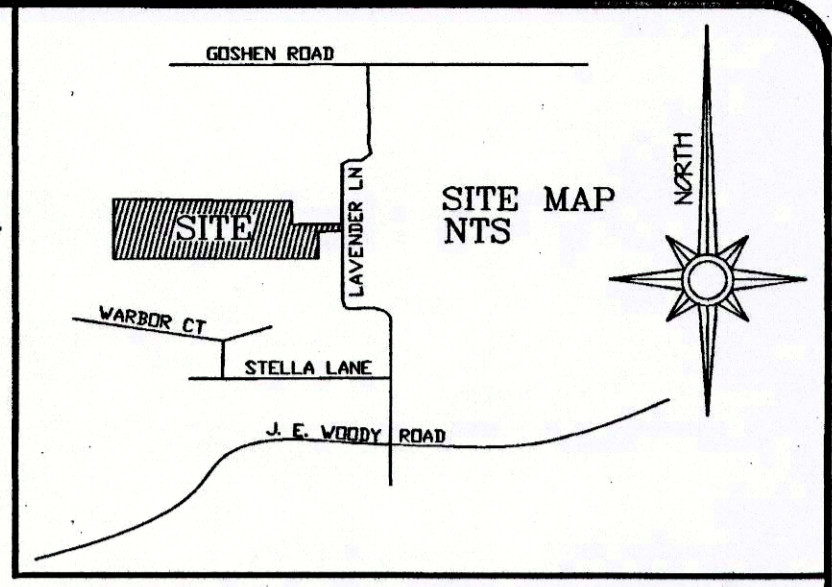 GOSHEN ROAD
NORTH
LAVENDER LN
SITE MAP
NTS
SITE
WARBOR CT
STELLA LANE
J. E. WOODY ROAD